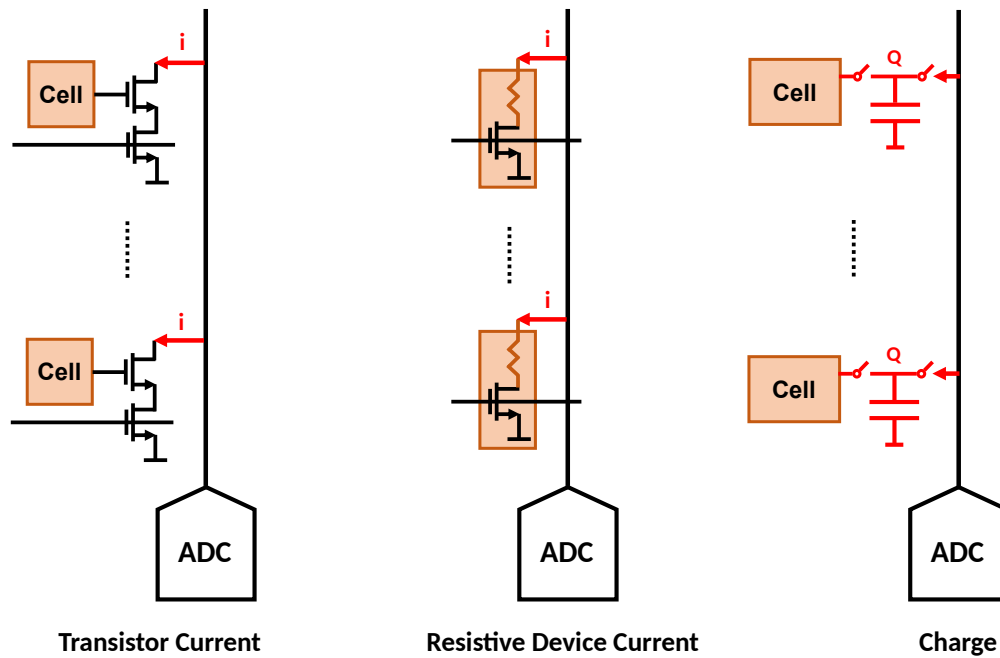 i
i
Q
Cell
Cell
i
i
Q
Cell
Cell
ADC
ADC
ADC
Transistor Current
Resistive Device Current
Charge